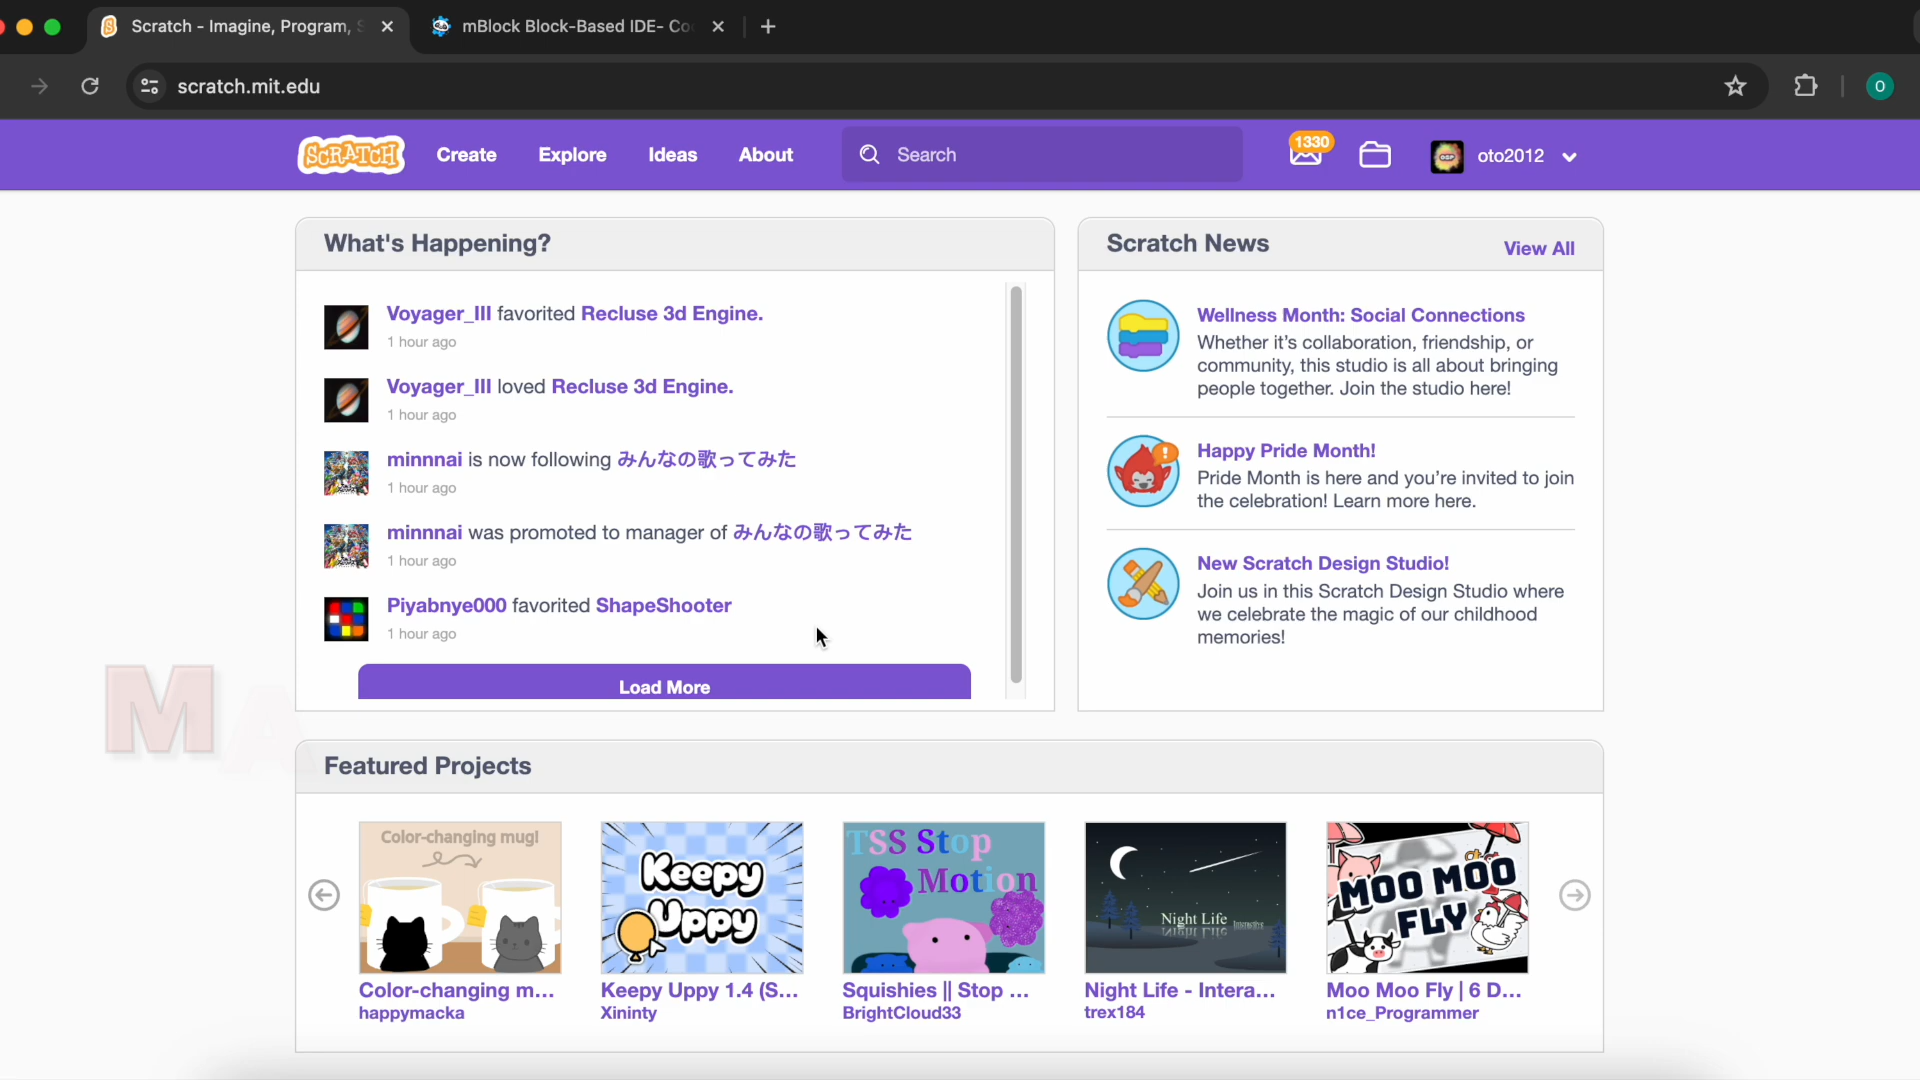 Scratch - Imagine, Program, S
mBlock Block-Based IDE- Co
scratch.mit.edu
O
SCRATCH
Create
Explore
Ideas
About
Search
1330
oto2012
What's Happening?
Voyager_III favorited Recluse 3d Engine.
1 hour ago
Voyager_III loved Recluse 3d Engine.
1 hour ago
minnnai is now following みんなの歌ってみた
1 hour ago
minnnai was promoted to manager of みんなの歌ってみた
1 hour ago
Piyabnye000 favorited ShapeShooter
1 hour ago
Load More
Scratch News
View All
Wellness Month: Social Connections
Whether it’s collaboration, friendship, or
community, this studio is all about bringing
people together. Join the studio here!
Happy Pride Month!
Pride Month is here and you’re invited to join
the celebration! Learn more here.
New Scratch Design Studio!
Join us in this Scratch Design Studio where
we celebrate the magic of our childhood
memories!
MA
Featured Projects
Color-changing mug!
Keepy
Uppy
TSS Stop
Motion
Night Life Interactive
MOO MOO
FLY
Color-changing m...
happymacka
Keepy Uppy 1.4 (S...
Xininty
Squishies || Stop ...
BrightCloud33
Night Life - Intera...
trex184
Moo Moo Fly | 6 D...
n1ce_Programmer